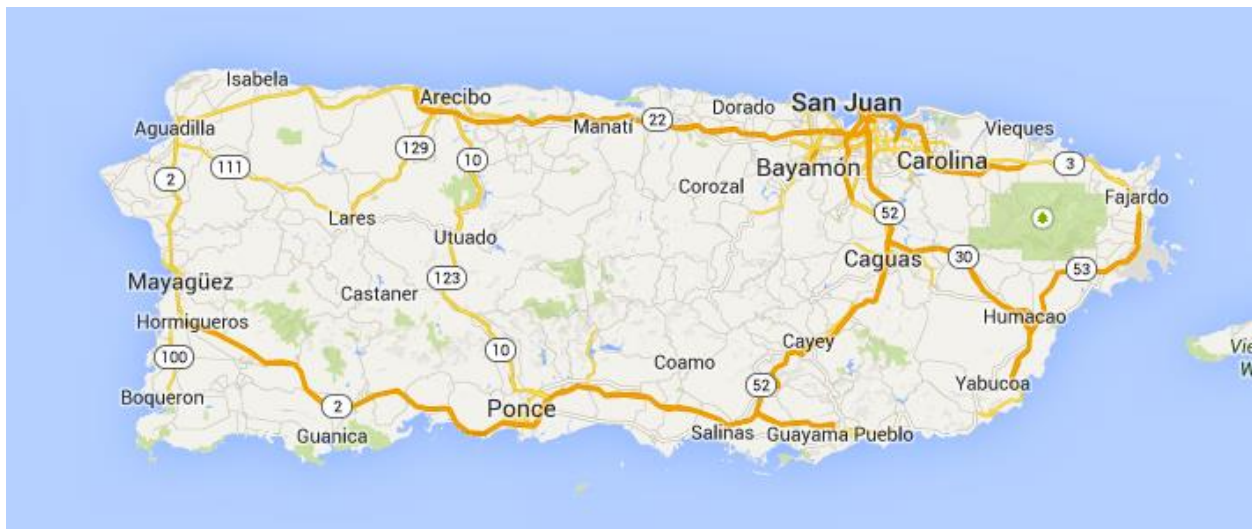 Isabela
Arecibo
Dorado
San Juan
Aguadilla
Manatí
22
Vieques
129
10
111
2
Bayamón
Carolina
3
Corozal
Fajardo
Lares
52
Utuado
Caguas
30
53
Mayagüez
123
Castaner
Hormigueros
Humacao
100
10
Cayey
Coamo
Vie
W
52
Yabucoa
Boqueron
2
Ponce
Guanica
Salinas
Guayama Pueblo